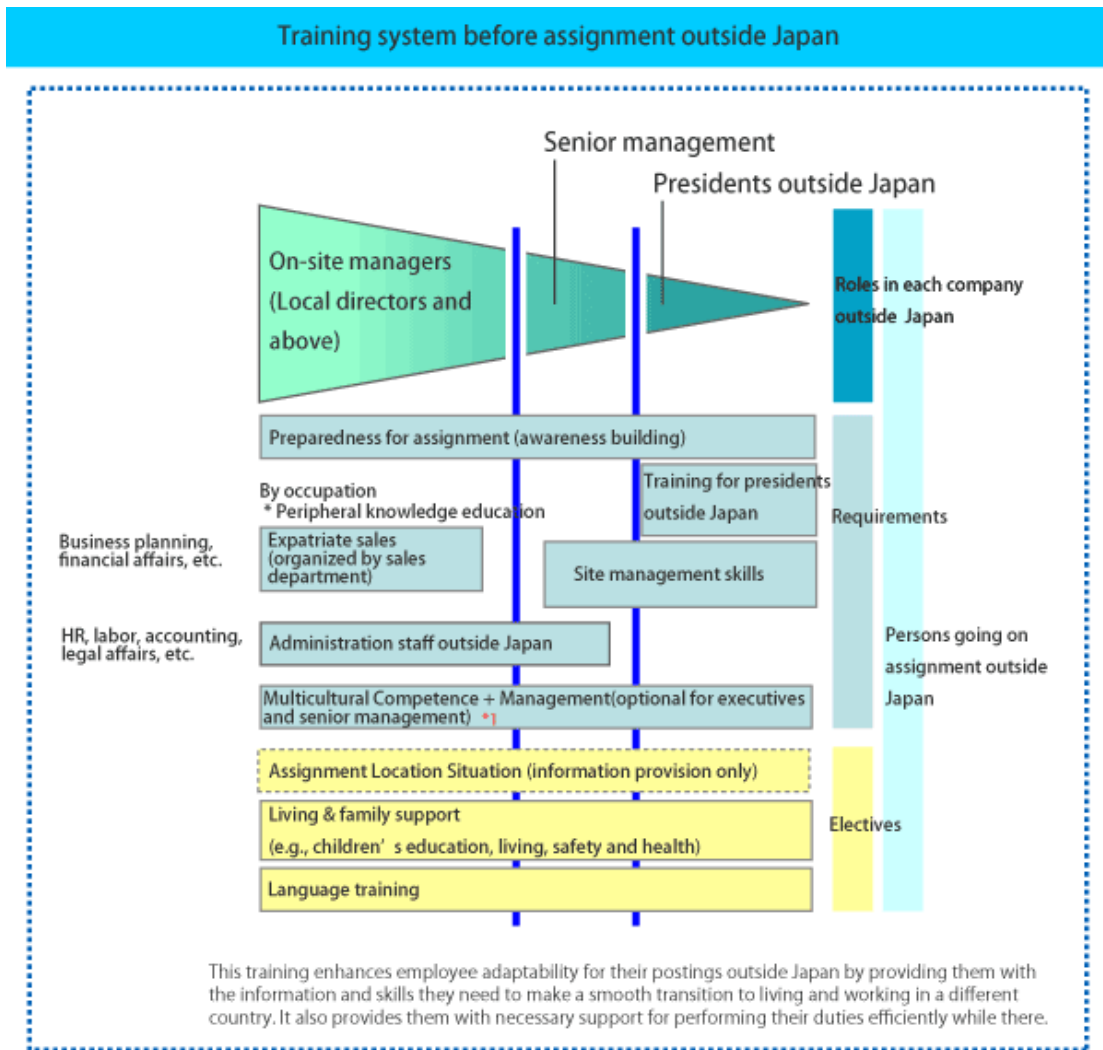 Training system before assignment outside Japan
Senior management
Presidents outside Japan
On-site managers
(Local directors and
above)
Roles in each company
outside Japan
Preparedness for assignment (awareness building)
Training for presidents
outside Japan
By occupation
* Peripheral knowledge education
Requirements
Business planning,
financial affairs, etc.
Expatriate sales
(organized by sales
department)
Site management skills
HR, labor, accounting,
legal affairs, etc.
Administration staff outside Japan
Persons going on
assignment outside
Japan
Multicultural Competence + Management(optional for executives
and senior management) *1
Assignment Location Situation (information provision only)
Living & family support
(e.g., children’ s education, living, safety and health)
Electives
Language training
This training enhances employee adaptability for their postings outside Japan by providing them with
the information and skills they need to make a smooth transition to living and working in a different
country. It also provides them with necessary support for performing their duties efficiently while there.